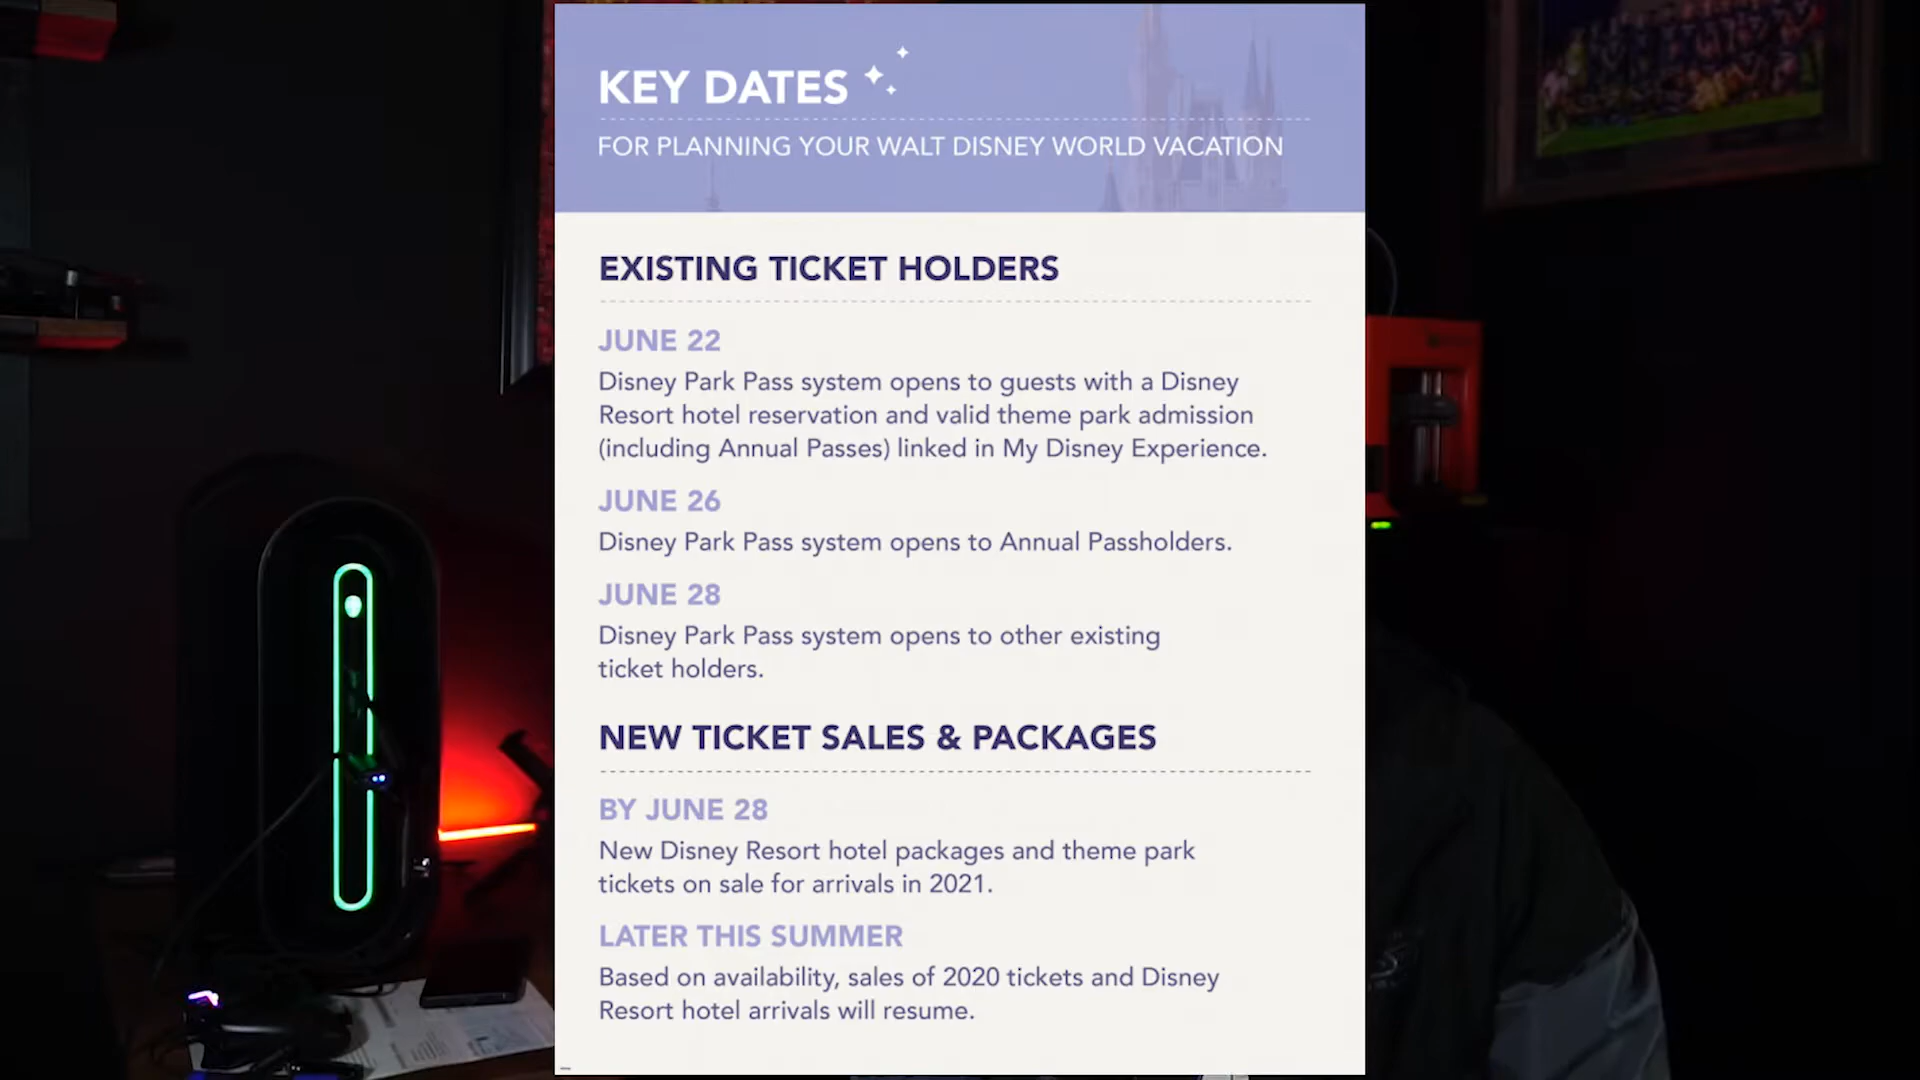 KEY DATES
FOR PLANNING YOUR WALT DISNEY WORLD VACATION
EXISTING TICKET HOLDERS
JUNE 22
Disney Park Pass system opens to guests with a Disney
Resort hotel reservation and valid theme park admission
(including Annual Passes) linked in My Disney Experience.
JUNE 26
Disney Park Pass system opens to Annual Passholders.
JUNE 28
Disney Park Pass system opens to other existing
ticket holders.
NEW TICKET SALES & PACKAGES
BY JUNE 28
New Disney Resort hotel packages and theme park
tickets on sale for arrivals in 2021.
LATER THIS SUMMER
Based on availability, sales of 2020 tickets and Disney
Resort hotel arrivals will resume.